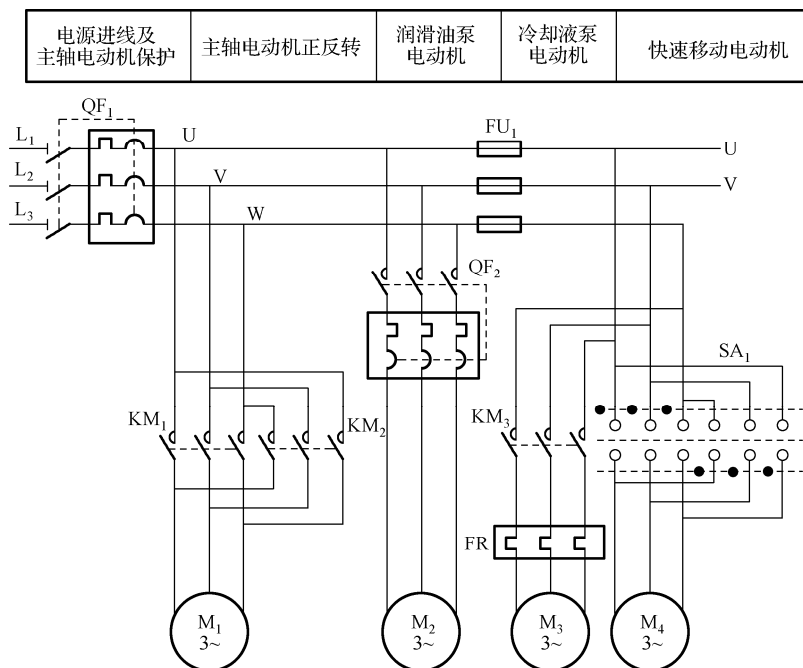 电源进线及
主轴电动机保护
主轴电动机正反转
润滑油泵
电动机
冷却液泵
电动机
快速移动电动机
QF₁
L₁
U
FU₁
U
L₂
V
V
L₃
W
QF₂
SA₁
KM₁
KM₂
KM₃
FR
M₁
3~
M₂
3~
M₃
3~
M₄
3~